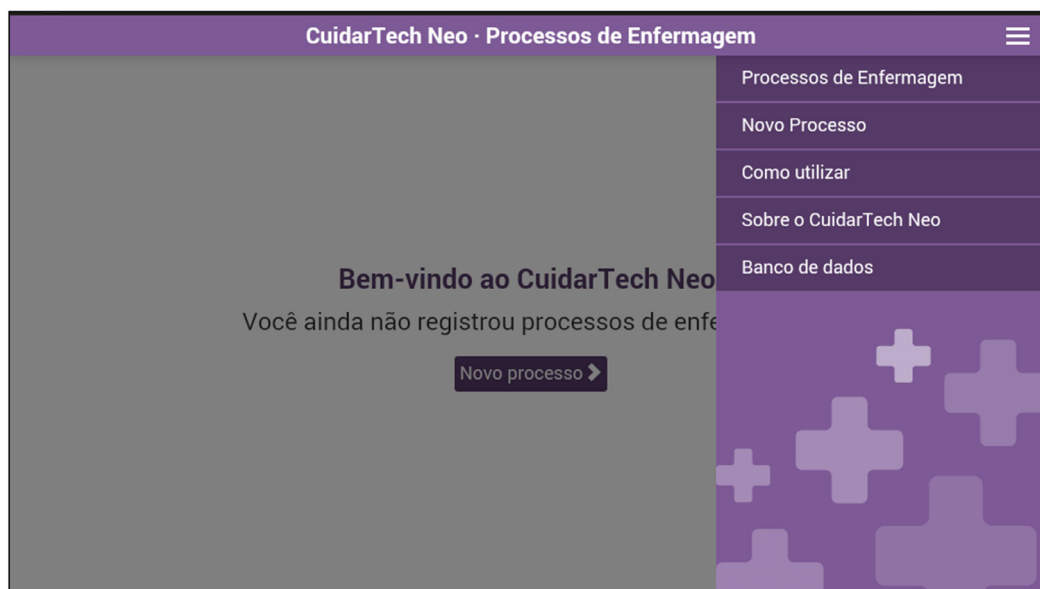 CuidarTech Neo · Processos de Enfermagem
Processos de Enfermagem
Novo Processo
Como utilizar
Sobre o CuidarTech Neo
Banco de dados
Bem-vindo ao CuidarTech Neo
Você ainda não registrou processos de enfe
Novo processo